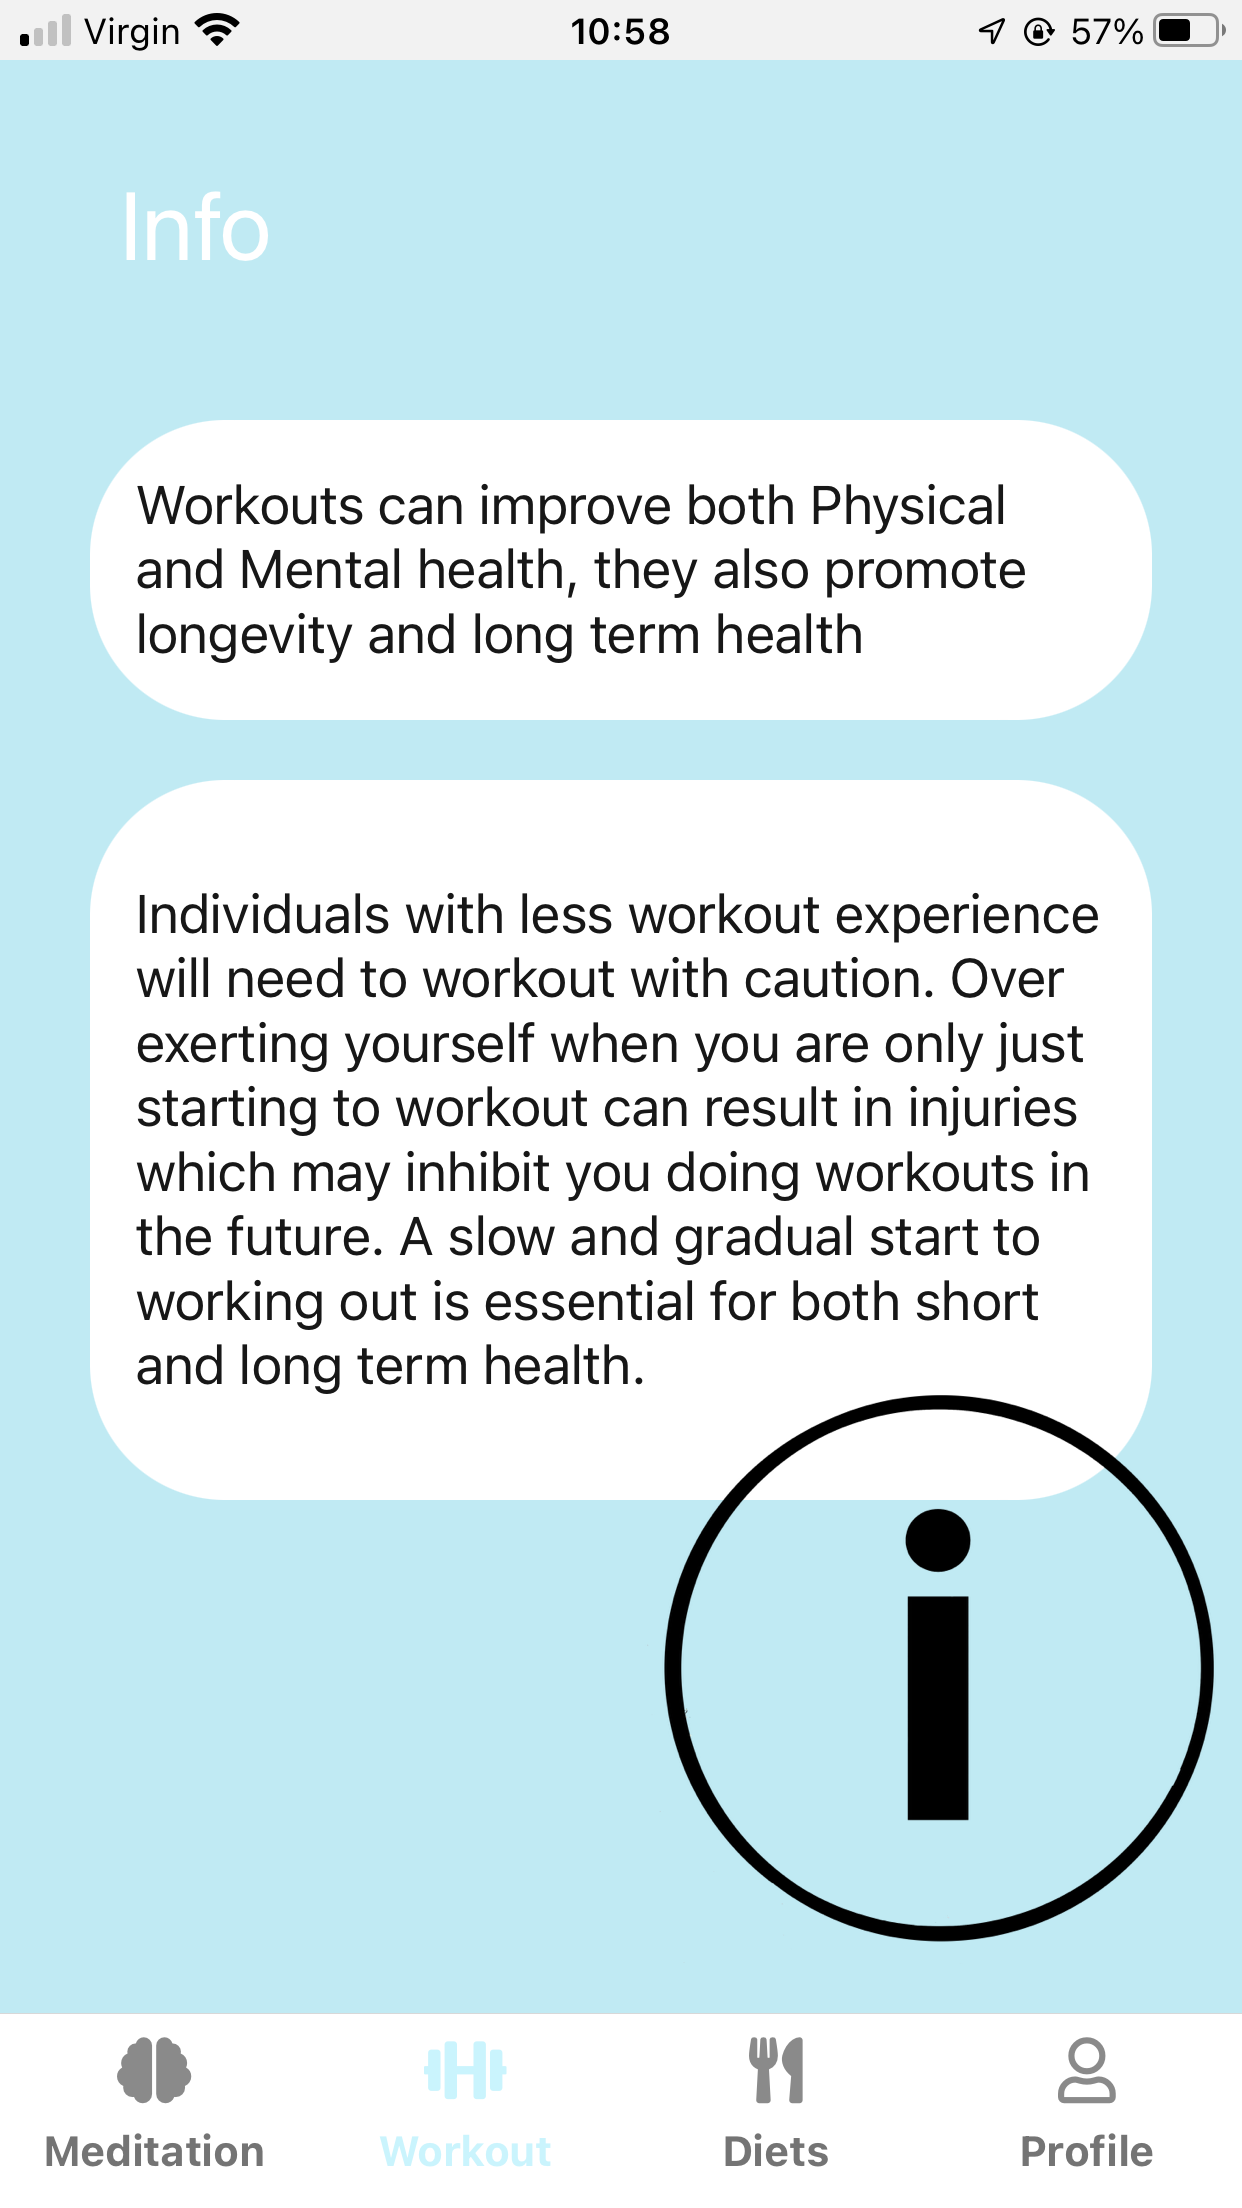 Virgin 10:58 57%
Info
Workouts can improve both Physical
and Mental health, they also promote
longevity and long term health
Individuals with less workout experience
will need to workout with caution. Over
exerting yourself when you are only just
starting to workout can result in injuries
which may inhibit you doing workouts in
the future. A slow and gradual start to
working out is essential for both short
and long term health.
i
Meditation Workout Diets Profile